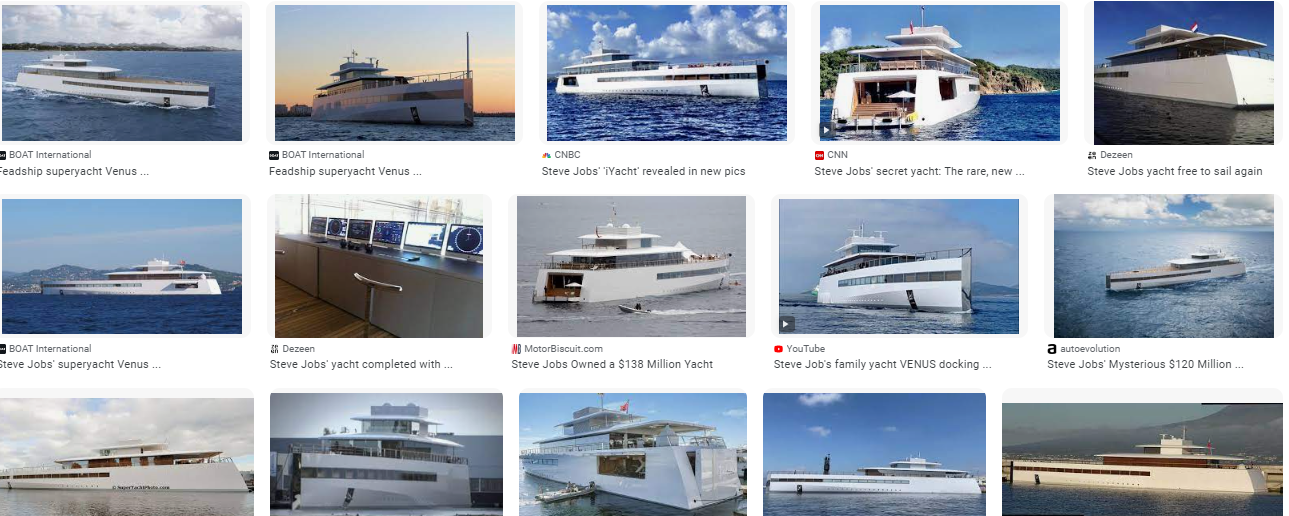 BOAT International
Feadship superyacht Venus ...
BOAT International
Feadship superyacht Venus ...
CNBC
Steve Jobs' 'iYacht' revealed in new pics
CNN
Steve Jobs' secret yacht: The rare, new ...
Dezeen
Steve Jobs yacht free to sail again
BOAT International
Steve Jobs' superyacht Venus ...
Dezeen
Steve Jobs' yacht completed with ...
MotorBiscuit.com
Steve Jobs Owned a $138 Million Yacht
YouTube
Steve Job's family yacht VENUS docking ...
autoevolution
Steve Jobs' Mysterious $120 Million ...
© SuperYachtPhoto.com